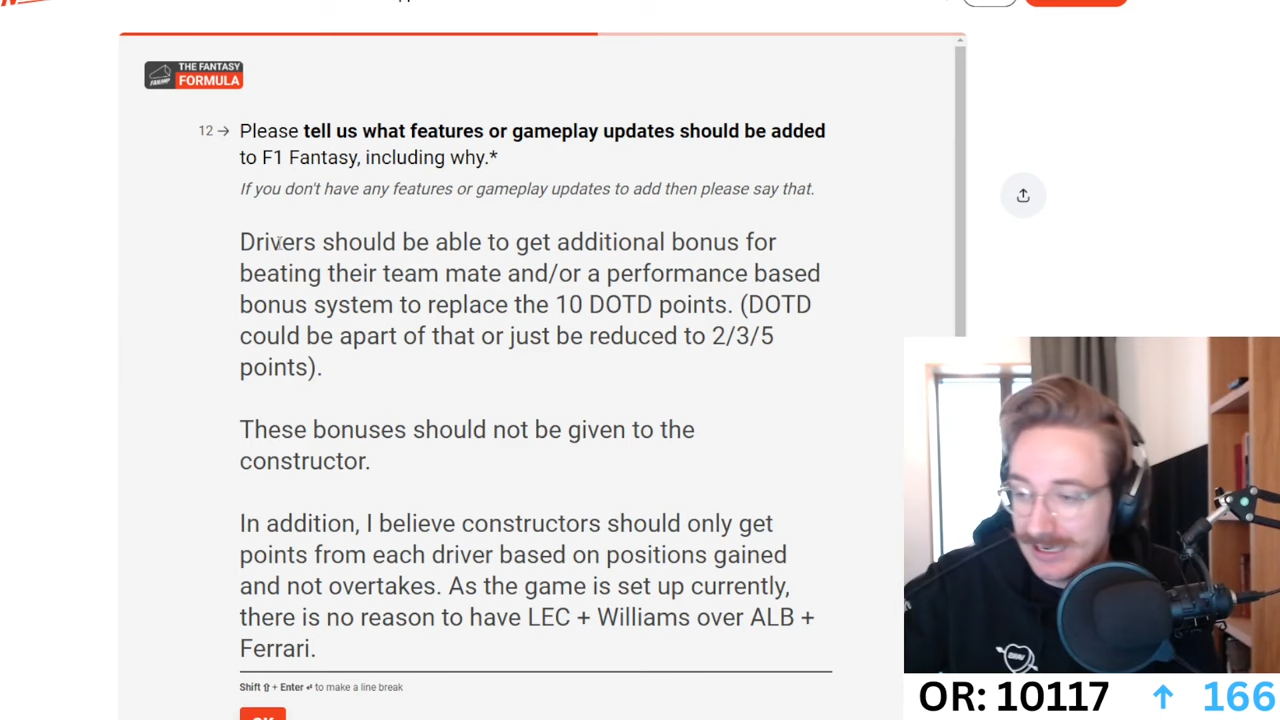 THE FANTASY
FORMULA
FANAMP
12 → Please tell us what features or gameplay updates should be added
to F1 Fantasy, including why.*
If you don't have any features or gameplay updates to add then please say that.
Drivers should be able to get additional bonus for
beating their team mate and/or a performance based
bonus system to replace the 10 DOTD points. (DOTD
could be apart of that or just be reduced to 2/3/5
points).
These bonuses should not be given to the
constructor.
In addition, I believe constructors should only get
points from each driver based on positions gained
and not overtakes. As the game is set up currently,
there is no reason to have LEC + Williams over ALB +
Ferrari.
Shift ⇧ + Enter ↵ to make a line break
OK
OR: 10117 ↑ 166